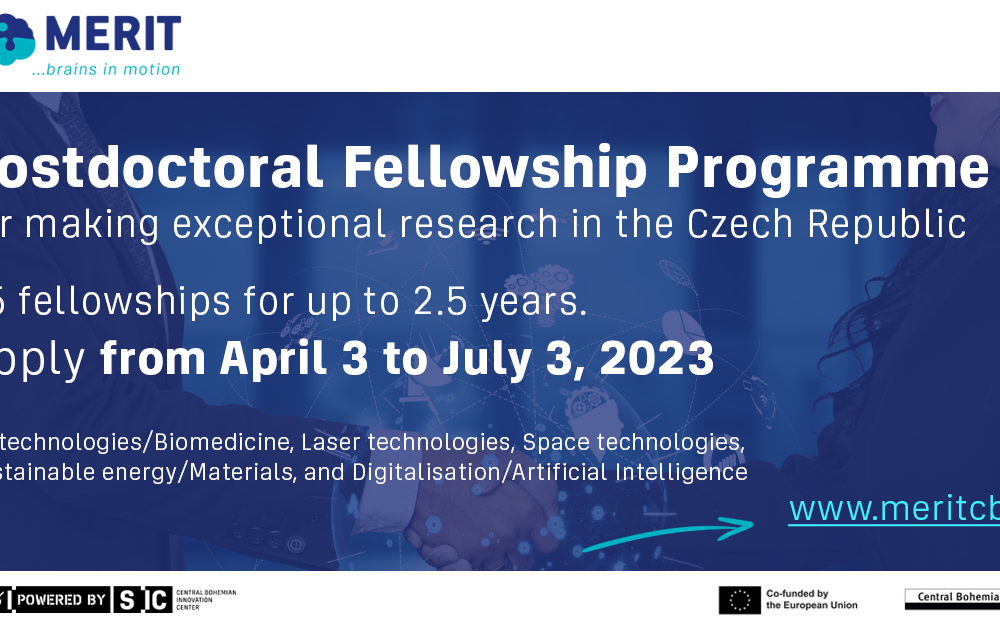 MERIT
...brains in motion
ostdoctoral Fellowship Programme
r making exceptional research in the Czech Republic
5 fellowships for up to 2.5 years.
pply from April 3 to July 3, 2023
technologies/Biomedicine, Laser technologies, Space technologies,
stainable energy/Materials, and Digitalisation/Artificial Intelligence
www.meritcb
POWERED BY SIC CENTRAL BOHEMIAN
INNOVATION
CENTER
Co-funded by
the European Union
Central Bohemia